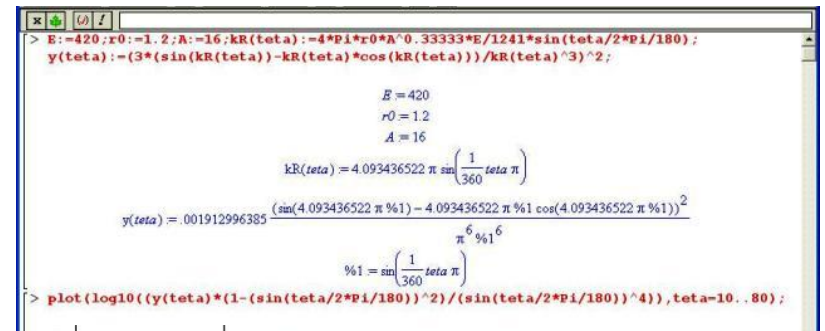 > E:=420;r0:=1.2;A:=16;kR(teta):=4*Pi*r0*A^0.33333*E/1241*sin(teta/2*Pi/180);
y(teta):=(3*(sin(kR(teta))-kR(teta)*cos(kR(teta)))/kR(teta)^3)^2;
E := 420
r0 := 1.2
A := 16
kR(teta) := 4.093436522 π sin(1/360 teta π)
y(teta) := .001912996385 (sin(4.093436522 π %1) − 4.093436522 π %1 cos(4.093436522 π %1))^2 / π^6 %1^6
%1 := sin(1/360 teta π)
> plot(log10((y(teta)*(1-(sin(teta/2*Pi/180))^2)/(sin(teta/2*Pi/180))^4)),teta=10..80);